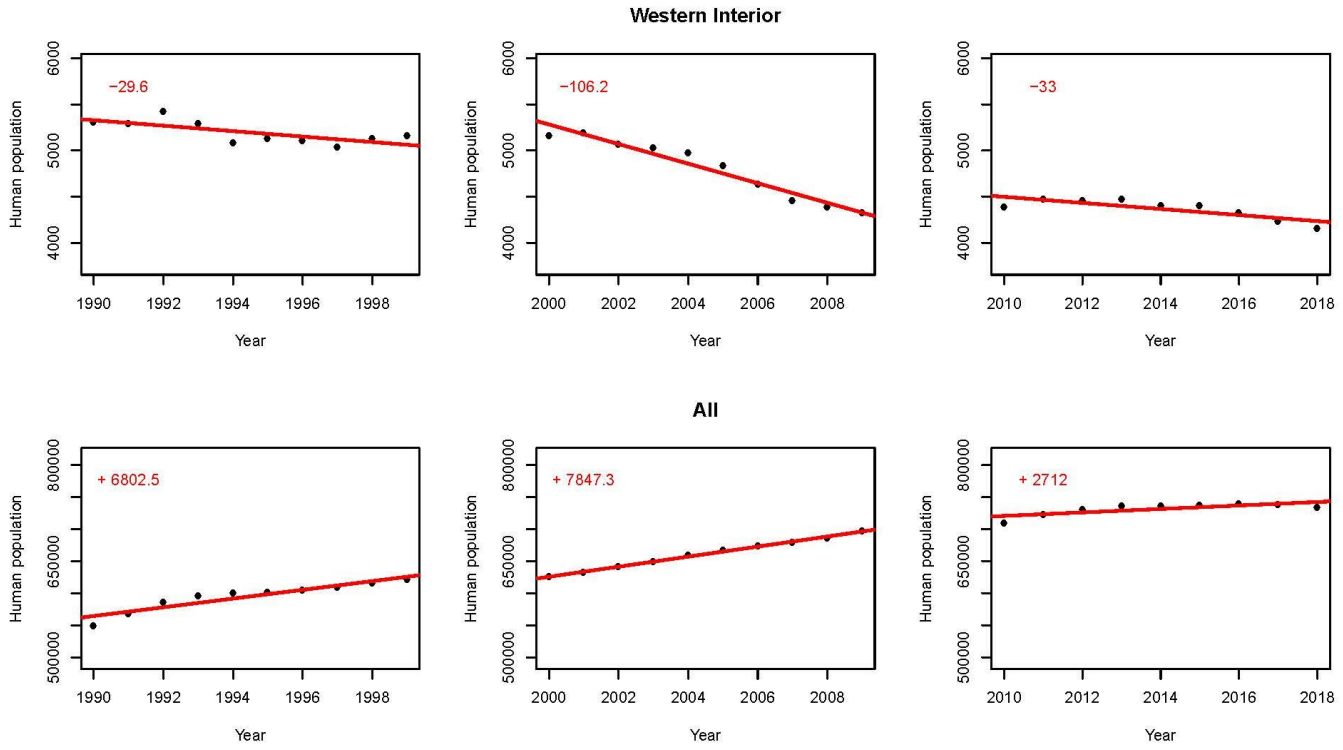 Western Interior
Human population
6000
5000
4000
−29.6
1990 1992 1994 1996 1998
Year
Human population
6000
5000
4000
−106.2
2000 2002 2004 2006 2008
Year
Human population
6000
5000
4000
−33
2010 2012 2014 2016 2018
Year
All
Human population
800000
650000
500000
+ 6802.5
1990 1992 1994 1996 1998
Year
Human population
800000
650000
500000
+ 7847.3
2000 2002 2004 2006 2008
Year
Human population
800000
650000
500000
+ 2712
2010 2012 2014 2016 2018
Year